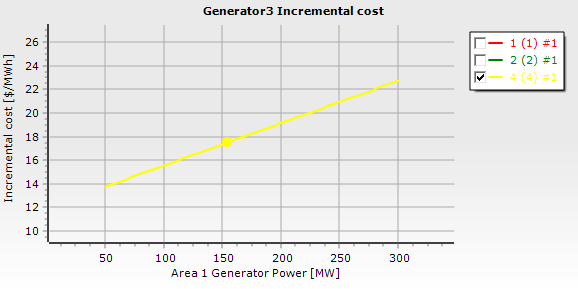 Generator3 Incremental cost
Incremental cost [$/MWh]
26
24
22
20
18
16
14
12
10
50 100 150 200 250 300
Area 1 Generator Power [MW]
1 (1) #1
2 (2) #1
4 (4) #1